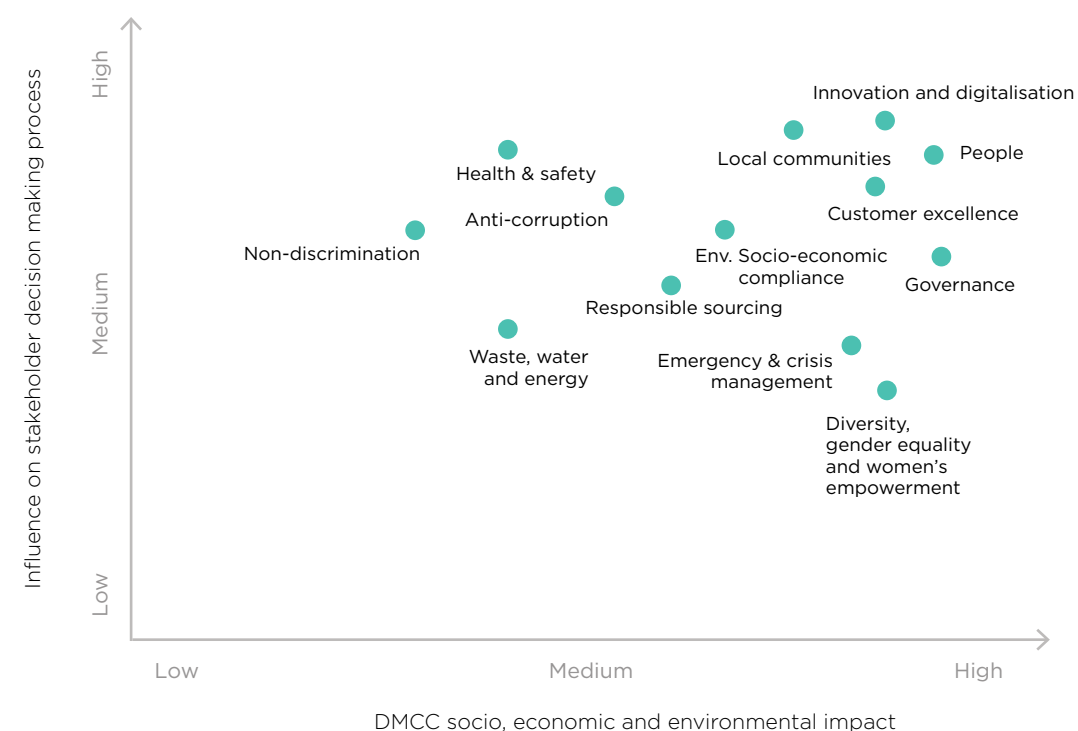 Influence on stakeholder decision making process
High
Medium
Low
Innovation and digitalisation
Local communities
People
Health & safety
Customer excellence
Anti-corruption
Non-discrimination
Env. Socio-economic
compliance
Governance
Responsible sourcing
Waste, water
and energy
Emergency & crisis
management
Diversity,
gender equality
and women’s
empowerment
Low
Medium
High
DMCC socio, economic and environmental impact